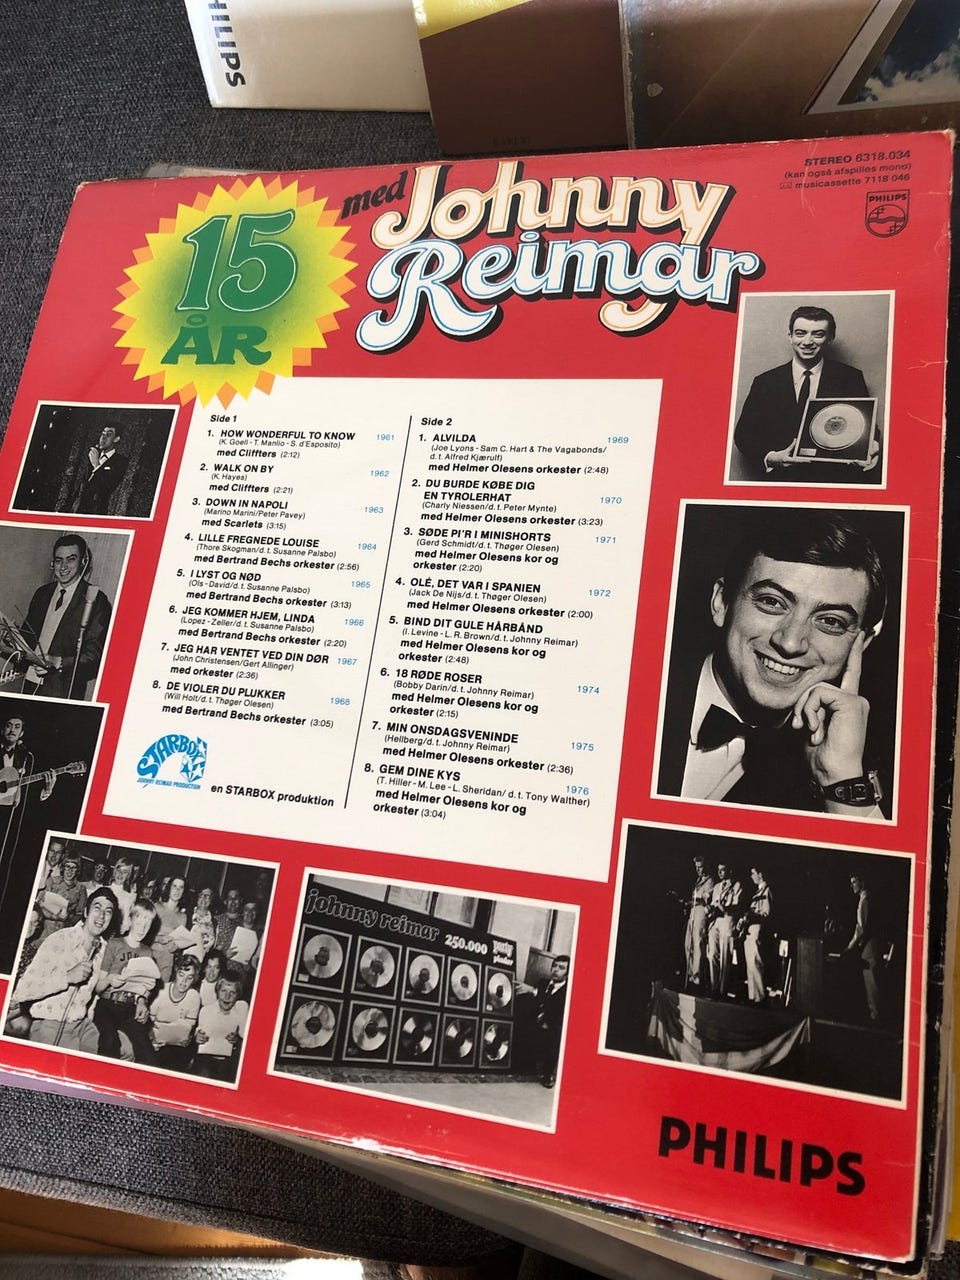 PHILIPS
15
ÅR
med Johnny
Reimar
STEREO 6318.034
(kan også afspilles mono)
musicassette 7118 046
PHILIPS
Side 1
1. HOW WONDERFUL TO KNOW 1961
(K. Goell - T. Manlio - S. d'Esposito)
med Cliffters (2:12)
2. WALK ON BY 1962
(K. Hayes)
med Cliffters (2:21)
3. DOWN IN NAPOLI 1963
(Marino Marini/Peter Pavey)
med Scarlets (3:15)
4. LILLE FREGNEDE LOUISE 1964
(Thore Skogman/d.t. Susanne Palsbo)
med Bertrand Bechs orkester (2:56)
5. I LYST OG NØD 1965
(Ols - David/d.t. Susanne Palsbo)
med Bertrand Bechs orkester (3:13)
6. JEG KOMMER HJEM, LINDA 1966
(Lopez - Zeller/d.t. Susanne Palsbo)
med Bertrand Bechs orkester (2:20)
7. JEG HAR VENTET VED DIN DØR 1967
(John Christensen/Gert Allinger)
med orkester (2:36)
8. DE VIOLER DU PLUKKER 1968
(Will Holt/d.t. Thøger Olesen)
med Bertrand Bechs orkester (3:05)
STARBOX
JOHNNY REIMAR PRODUCTION
en STARBOX produktion
Side 2
1. ALVILDA 1969
(Joe Lyons - Sam C. Hart & The Vagabonds/
d.t. Alfred Kjærulf)
med Helmer Olesens orkester (2:48)
2. DU BURDE KØBE DIG
EN TYROLERHAT 1970
(Charly Niessen/d.t. Peter Mynte)
med Helmer Olesens orkester (3:23)
3. SØDE PI'R I MINISHORTS 1971
(Gerd Schmidt/d.t. Thøger Olesen)
med Helmer Olesens kor og
orkester (2:20)
4. OLÉ, DET VAR I SPANIEN 1972
(Jack De Nijs/d.t. Thøger Olesen)
med Helmer Olesens orkester (2:00)
5. BIND DIT GULE HÅRBÅND
(I. Levine - L.R. Brown/d.t. Johnny Reimar)
med Helmer Olesens kor og
orkester (2:48)
6. 18 RØDE ROSER 1974
(Bobby Darin/d.t. Johnny Reimar)
med Helmer Olesens kor og
orkester (2:15)
7. MIN ONSDAGSVENINDE 1975
(Hellberg/d.t. Johnny Reimar)
med Helmer Olesens orkester (2:36)
8. GEM DINE KYS 1976
(T. Hiller - M. Lee - L. Sheridan/ d.t. Tony Walther)
med Helmer Olesens kor og
orkester (3:04)
johnny reimar 250.000 party
plader
PHILIPS